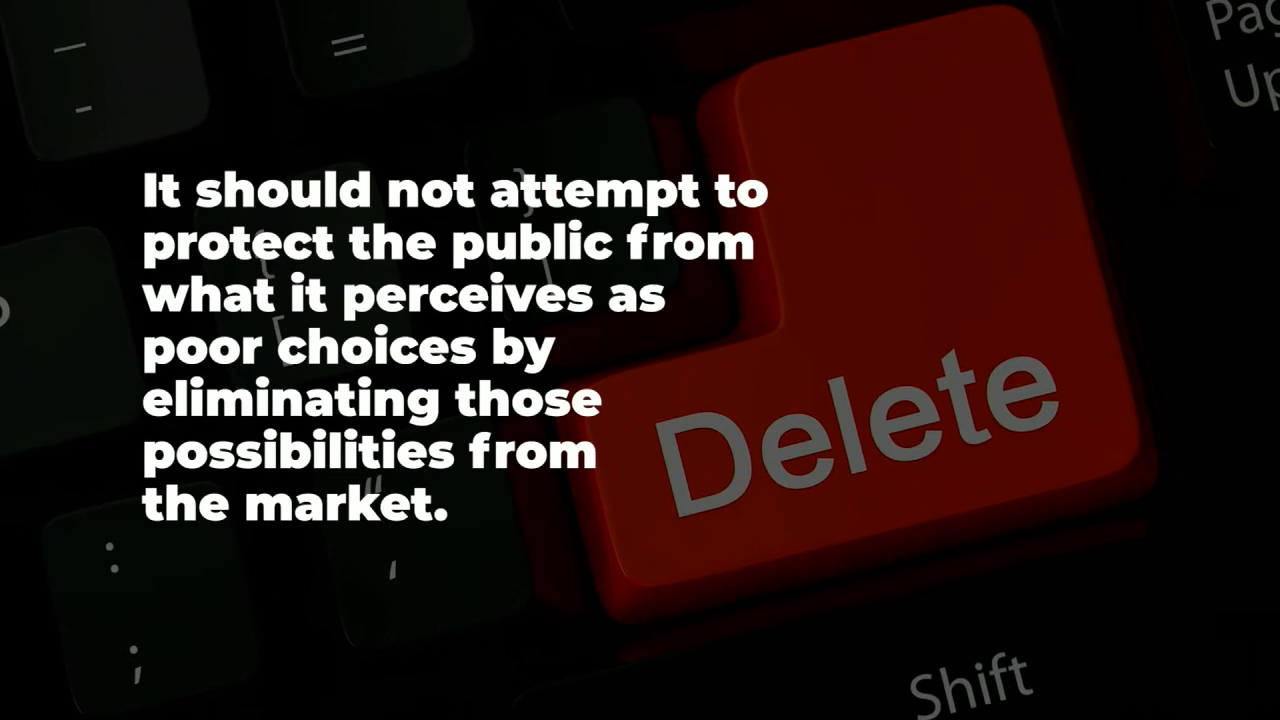 It should not attempt to
protect the public from
what it perceives as
poor choices by
eliminating those
possibilities from
the market.
Delete
Shift
Pag
Up
—
-
=
}
]
{
[
:
;
"
'